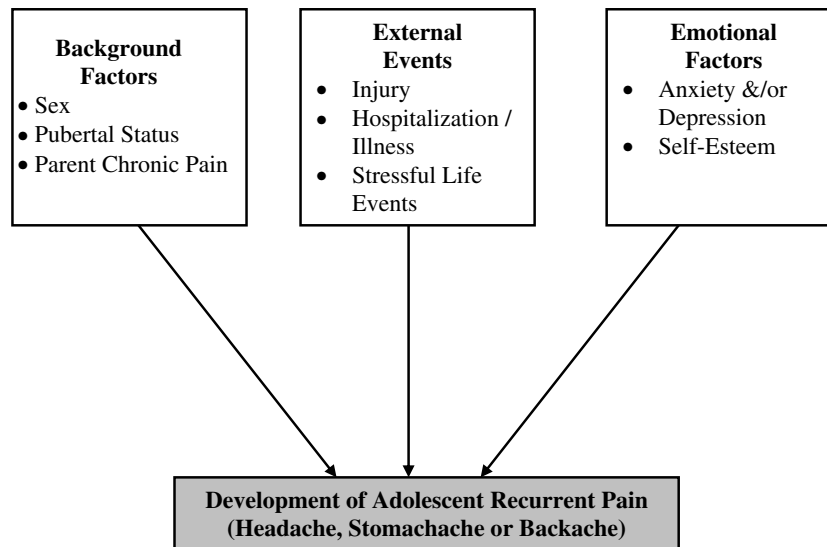 Background
Factors
• Sex
• Pubertal Status
• Parent Chronic Pain
External
Events
• Injury
• Hospitalization /
Illness
• Stressful Life
Events
Emotional
Factors
• Anxiety &/or
Depression
• Self-Esteem
Development of Adolescent Recurrent Pain
(Headache, Stomachache or Backache)